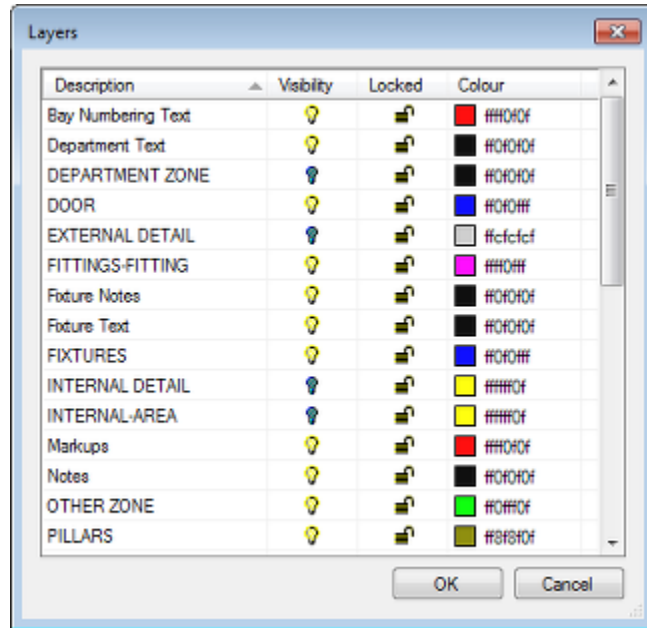 Layers
Description Visibility Locked Colour
Bay Numbering Text ffff0f0f
Department Text ff0f0f0f
DEPARTMENT ZONE ff0f0f0f
DOOR ff0f0fff
EXTERNAL DETAIL ffcfcfcf
FITTINGS-FITTING ffff0fff
Fixture Notes ff0f0f0f
Fixture Text ff0f0f0f
FIXTURES ff0f0fff
INTERNAL DETAIL ffffff0f
INTERNAL-AREA ffffff0f
Markups ffff0f0f
Notes ff0f0f0f
OTHER ZONE ff0fff0f
PILLARS ff8f8f0f
OK Cancel